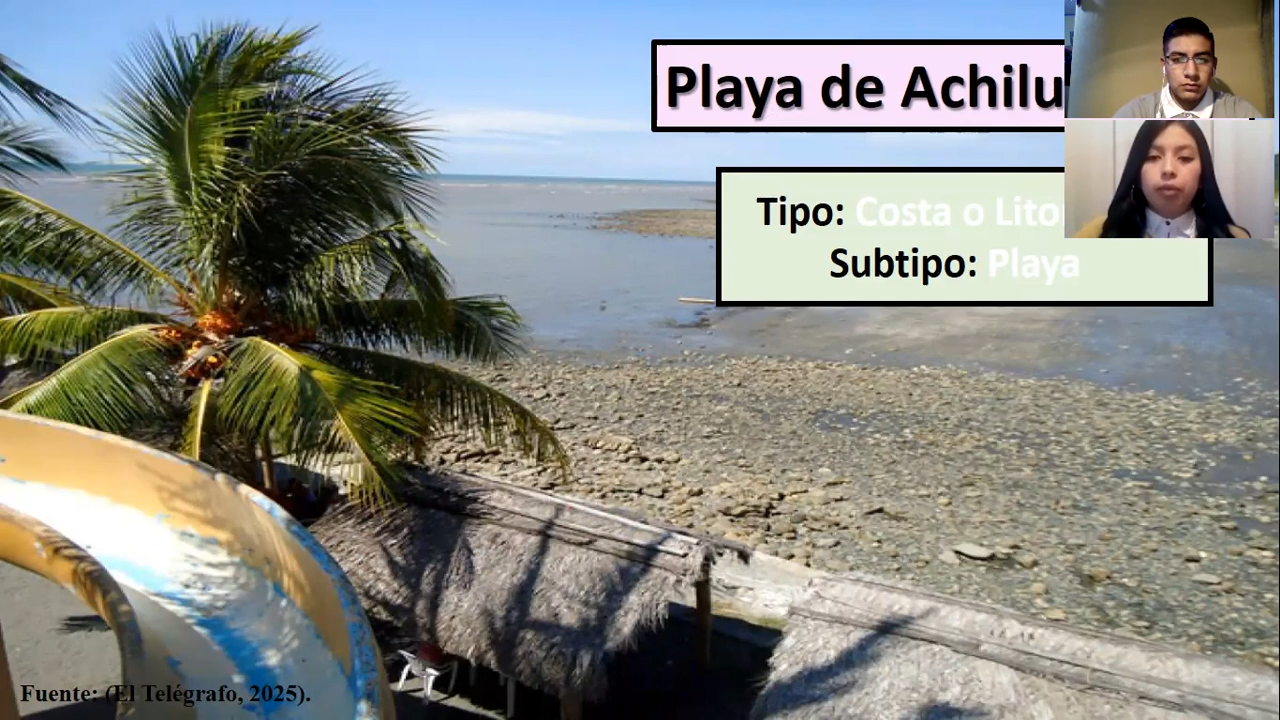 Playa de Achilu
Tipo: Costa o Lito
Subtipo: Playa
Fuente: (El Telégrafo, 2025).